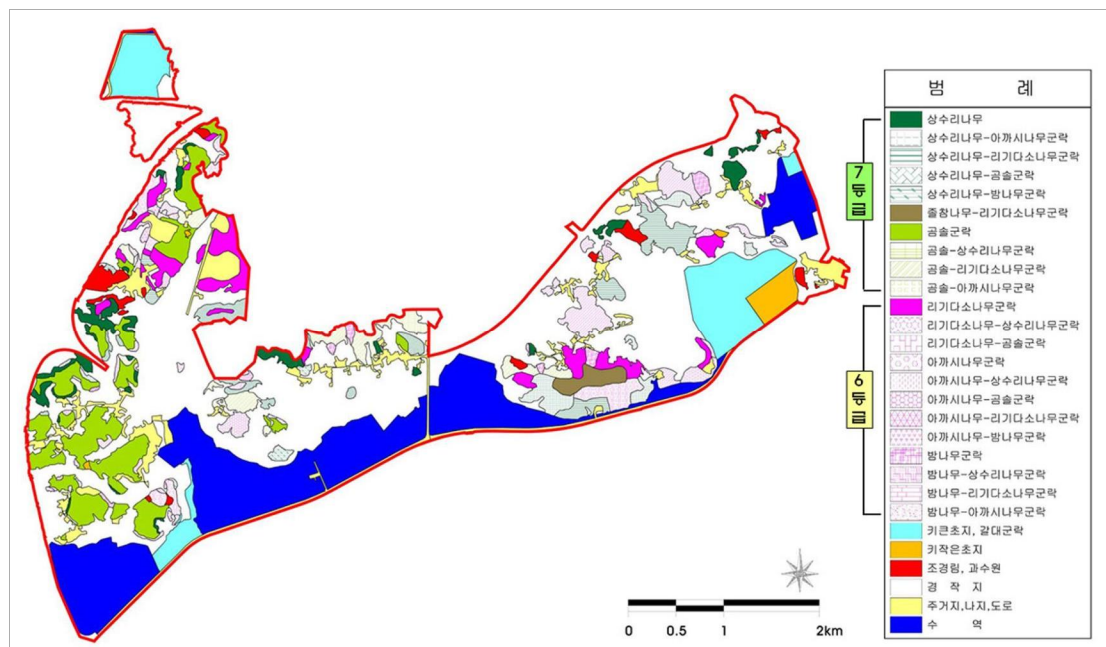 범 례
상수리나무
상수리나무-아까시나무군락
상수리나무-리기다소나무군락
상수리나무-곰솔군락
상수리나무-밤나무군락
졸참나무-리기다소나무군락
곰솔군락
곰솔-상수리나무군락
곰솔-리기다소나무군락
곰솔-아까시나무군락
7등급
리기다소나무군락
리기다소나무-상수리나무군락
리기다소나무-곰솔군락
아까시나무군락
아까시나무-상수리나무군락
아까시나무-곰솔군락
아까시나무-리기다소나무군락
아까시나무-밤나무군락
밤나무군락
밤나무-상수리나무군락
밤나무-리기다소나무군락
밤나무-아까시나무군락
6등급
키큰초지, 갈대군락
키작은초지
조경림, 과수원
경 작 지
주거지,나지,도로
수 역
0 0.5 1 2km